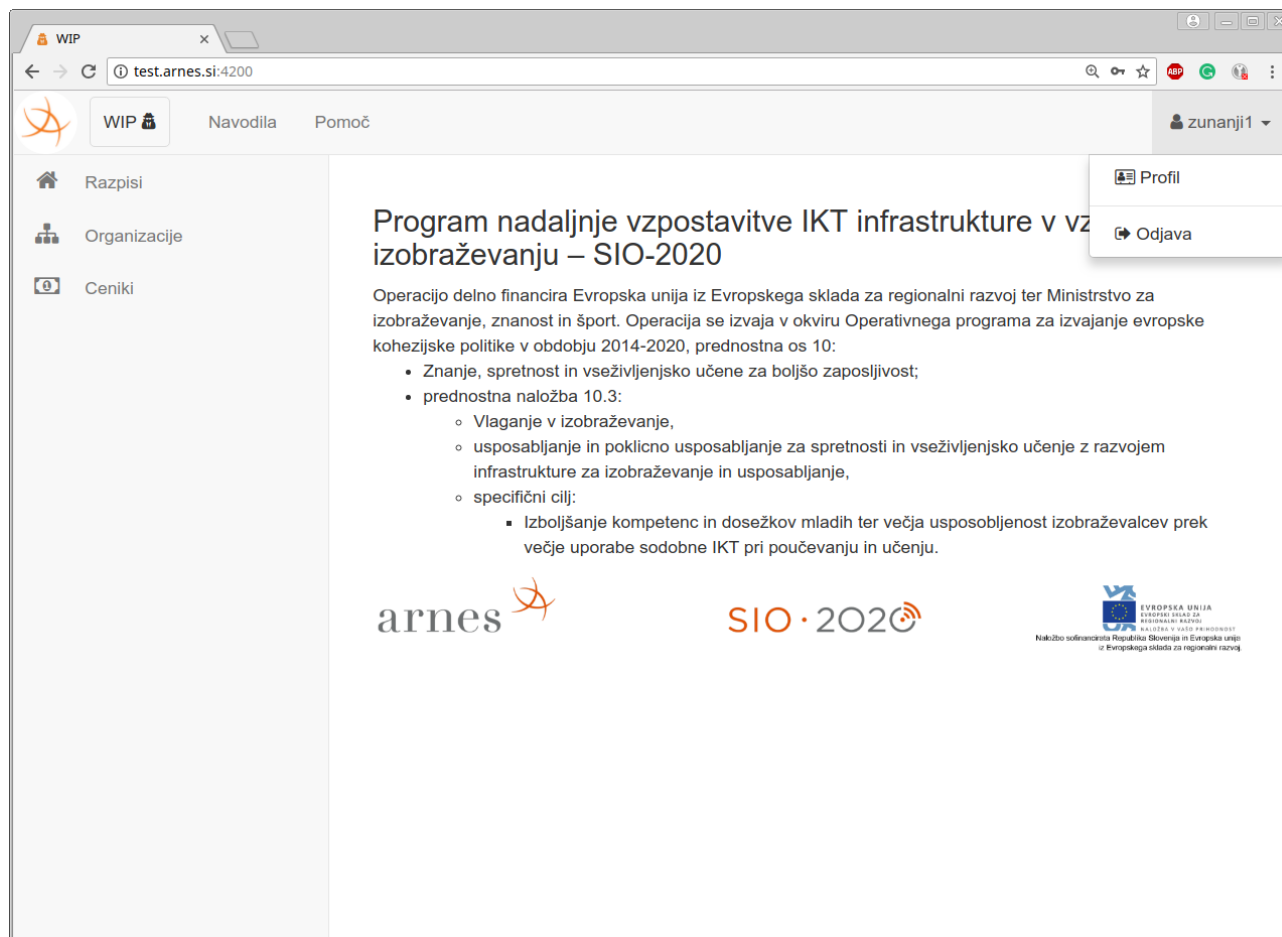 WIP
test.arnes.si:4200
ABP
WIP
Navodila
Pomoč
zunanji1
Profil
Odjava
Razpisi
Organizacije
Ceniki
Program nadaljnje vzpostavitve IKT infrastrukture v
izobraževanju – SIO-2020
Operacijo delno financira Evropska unija iz Evropskega sklada za regionalni razvoj ter Ministrstvo za
izobraževanje, znanost in šport. Operacija se izvaja v okviru Operativnega programa za izvajanje evropske
kohezijske politike v obdobju 2014-2020, prednostna os 10:
• Znanje, spretnost in vseživljenjsko učene za boljšo zaposljivost;
• prednostna naložba 10.3:
◦ Vlaganje v izobraževanje,
◦ usposabljanje in poklicno usposabljanje za spretnosti in vseživljenjsko učenje z razvojem
infrastrukture za izobraževanje in usposabljanje,
◦ specifični cilj:
▪ Izboljšanje kompetenc in dosežkov mladih ter večja usposobljenost izobraževalcev prek
večje uporabe sodobne IKT pri poučevanju in učenju.
arnes
SIO·2020
EVROPSKA UNIJA
EVROPSKI SKLAD ZA
REGIONALNI RAZVOJ
NALOŽBA V VAŠO PRIHODNOST
Naložbo sofinancirata Republika Slovenija in Evropska unija
iz Evropskega sklada za regionalni razvoj.